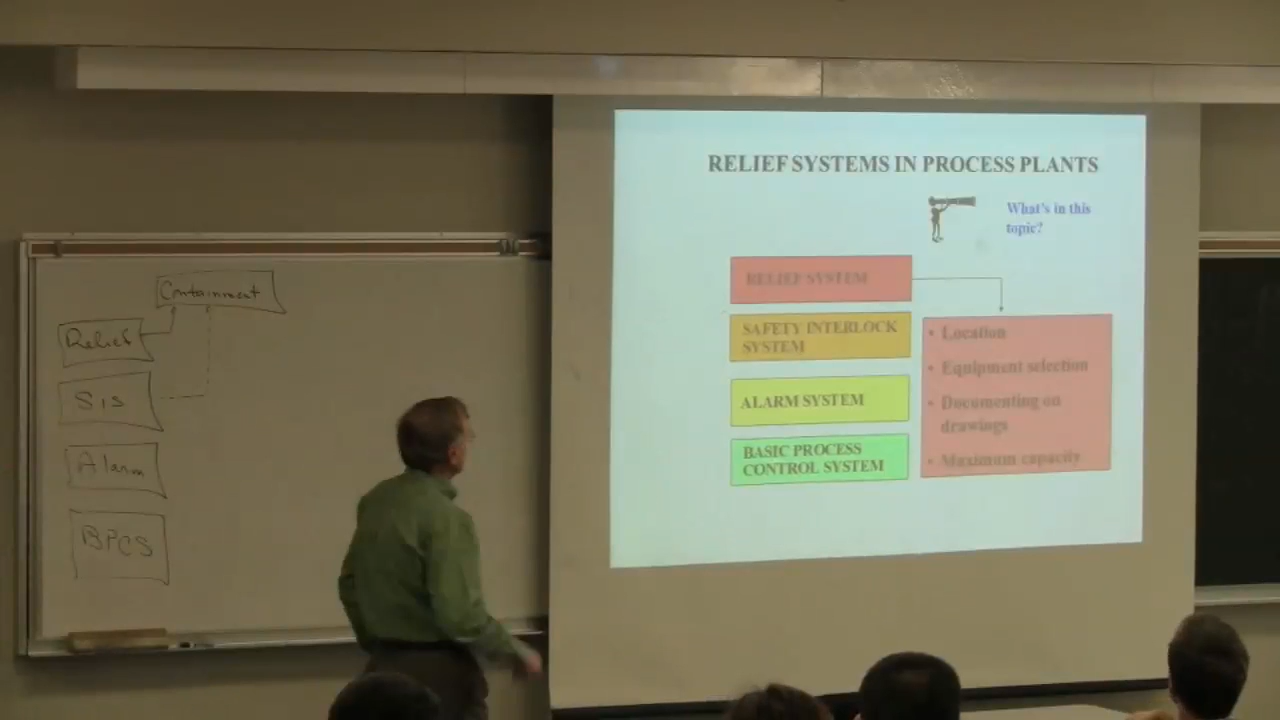 Containment
Relief
SIS
Alarm
BPCS
RELIEF SYSTEMS IN PROCESS PLANTS
What's in this
topic?
RELIEF SYSTEM
SAFETY INTERLOCK
SYSTEM
ALARM SYSTEM
BASIC PROCESS
CONTROL SYSTEM
• Location
• Equipment selection
• Documenting on
drawings
• Maximum capacity